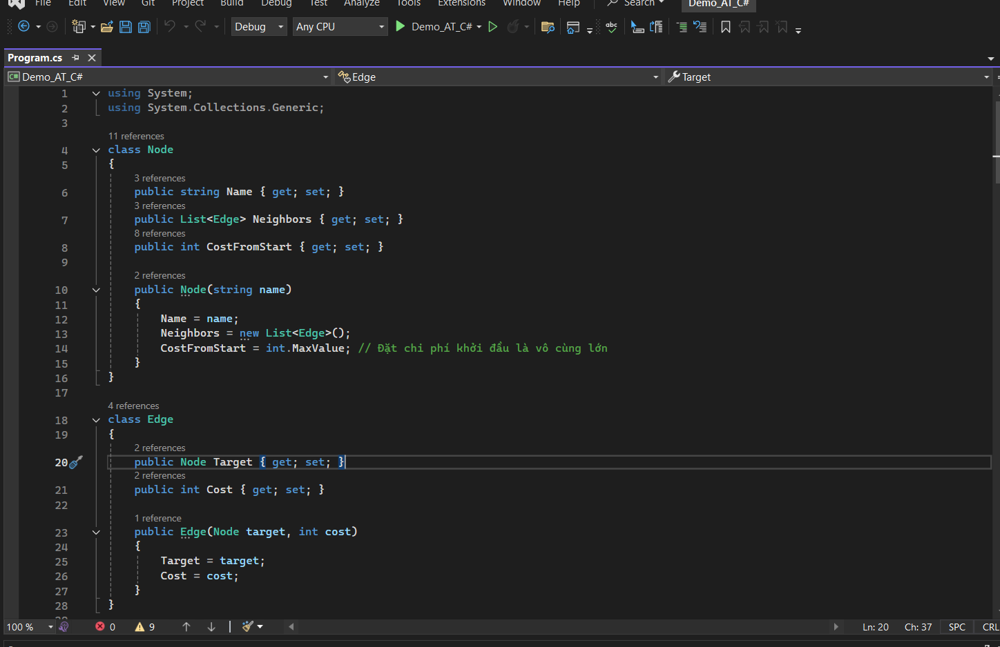 File Edit View Git Project Build Debug Test Analyze Tools Extensions Window Help Search Demo_AT_C#
Debug Any CPU Demo_AT_C#
Program.cs
Demo_AT_C# Edge Target
1 using System;
2 using System.Collections.Generic;
3
11 references
4 class Node
5 {
3 references
6 public string Name { get; set; }
3 references
7 public List<Edge> Neighbors { get; set; }
8 references
8 public int CostFromStart { get; set; }
9
2 references
10 public Node(string name)
11 {
12 Name = name;
13 Neighbors = new List<Edge>();
14 CostFromStart = int.MaxValue; // Đặt chi phí khởi đầu là vô cùng lớn
15 }
16 }
17
4 references
18 class Edge
19 {
2 references
20 public Node Target { get; set; }
2 references
21 public int Cost { get; set; }
22
1 reference
23 public Edge(Node target, int cost)
24 {
25 Target = target;
26 Cost = cost;
27 }
28 }
100 % 0 9 Ln: 20 Ch: 37 SPC CRL